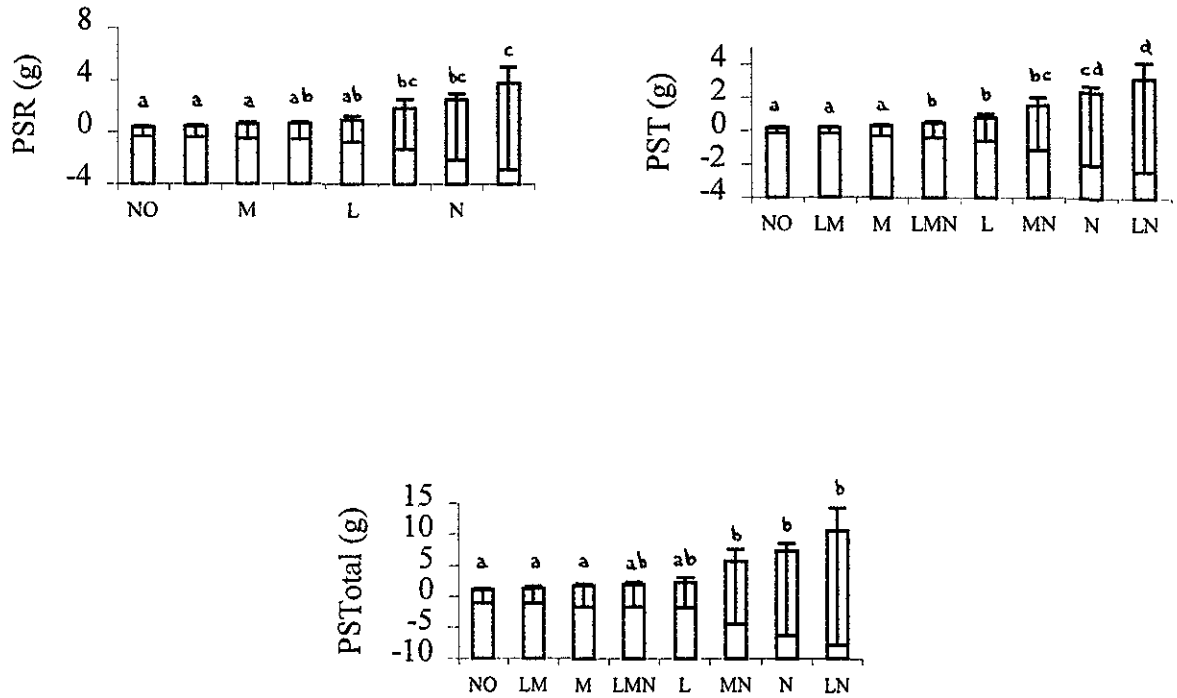 PSR (g)
8
4
0
-4
a a a ab ab bc bc c
NO M L N
PST (g)
4
2
0
-2
-4
a a a b b bc cd d
NO LM M LMN L MN N LN
PSTotal (g)
15
10
5
0
-5
-10
a a a ab ab b b b
NO LM M LMN L MN N LN